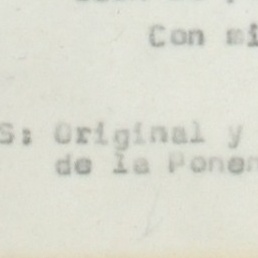 Con mi
S: Original y
de la Ponen